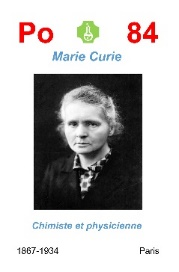 Po 84
Marie Curie
Chimiste et physicienne
1867-1934 Paris